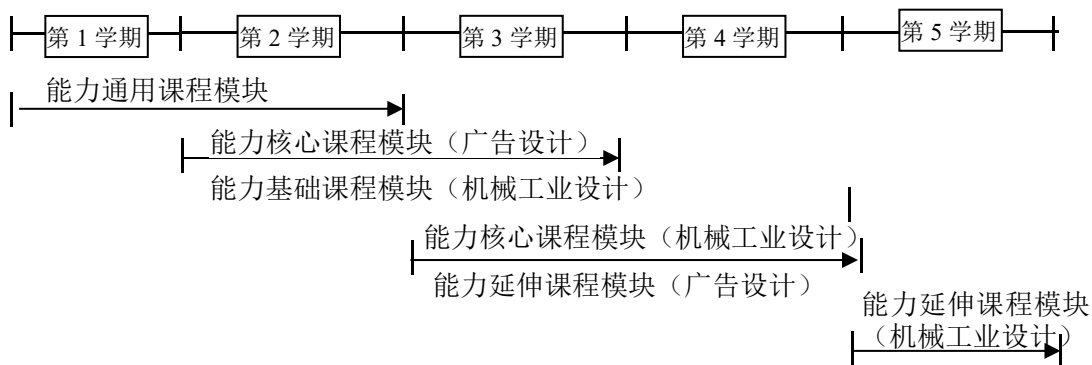 第 1 学期 第 2 学期 第 3 学期 第 4 学期 第 5 学期
能力通用课程模块
能力核心课程模块（广告设计）
能力基础课程模块（机械工业设计）
能力核心课程模块（机械工业设计）
能力延伸课程模块（广告设计）
能力延伸课程模块
（机械工业设计）